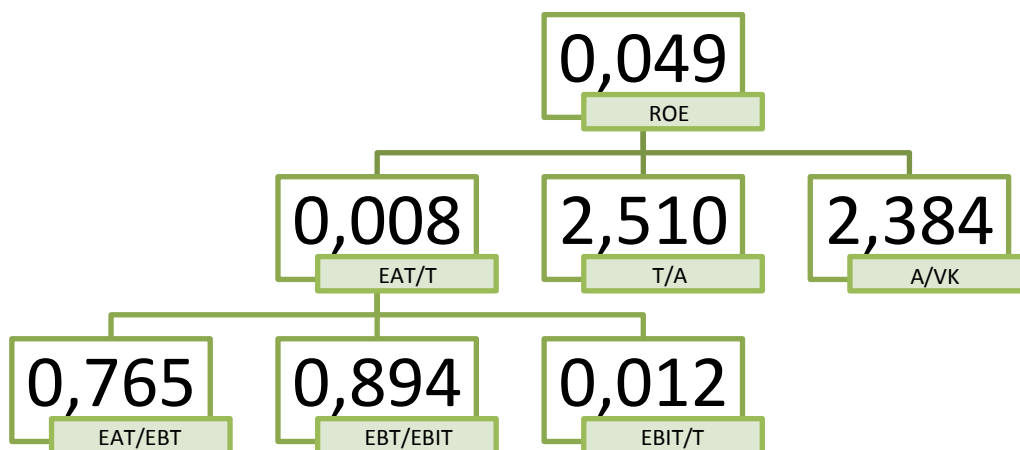 0,049
ROE
0,008
EAT/T
2,510
T/A
2,384
A/VK
0,765
EAT/EBT
0,894
EBT/EBIT
0,012
EBIT/T